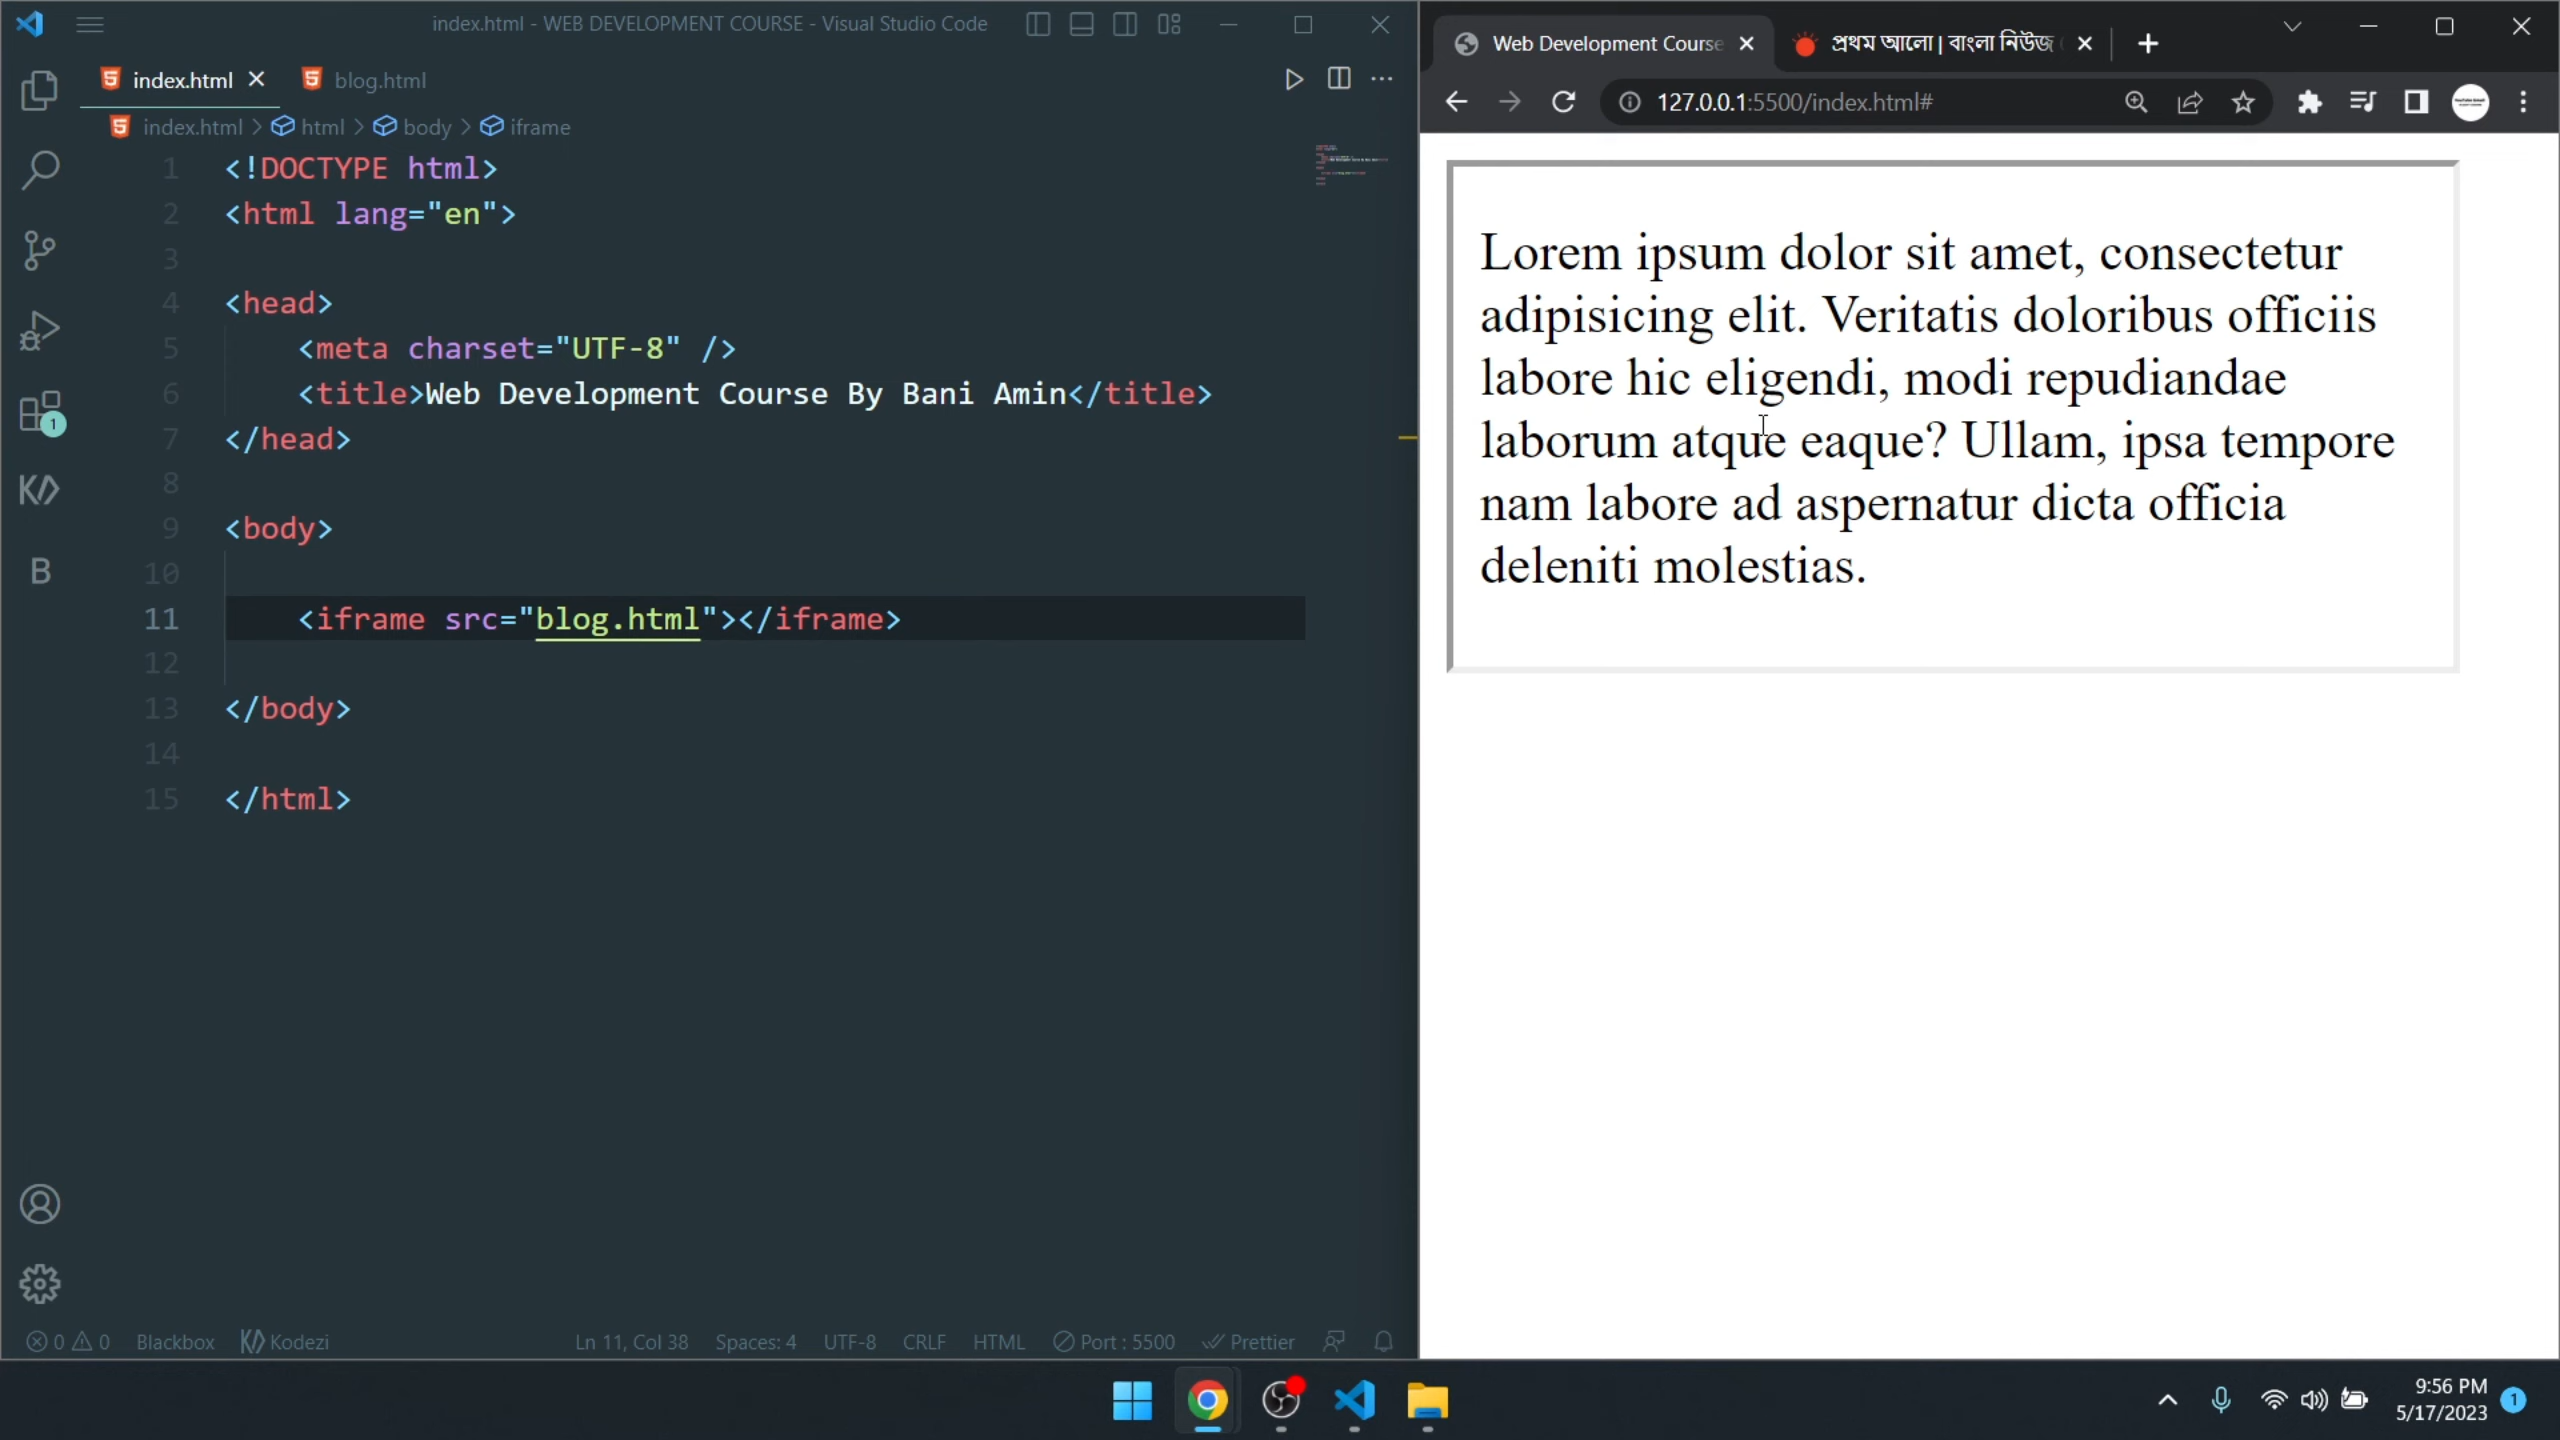 index.html - WEB DEVELOPMENT COURSE - Visual Studio Code
index.html
blog.html
index.html > html > body > iframe
1 <!DOCTYPE html>
2 <html lang="en">
3
4 <head>
5 <meta charset="UTF-8" />
6 <title>Web Development Course By Bani Amin</title>
7 </head>
8
9 <body>
10
11 <iframe src="blog.html"></iframe>
12
13 </body>
14
15 </html>
1
B
0 0 Blackbox Kodezi Ln 11, Col 38 Spaces: 4 UTF-8 CRLF HTML Port : 5500 Prettier
Web Development Course
প্রথম আলো | বাংলা নিউজ
127.0.0.1:5500/index.html#
Lorem ipsum dolor sit amet, consectetur
adipisicing elit. Veritatis doloribus officiis
labore hic eligendi, modi repudiandae
laborum atque eaque? Ullam, ipsa tempore
nam labore ad aspernatur dicta officia
deleniti molestias.
9:56 PM
5/17/2023
1